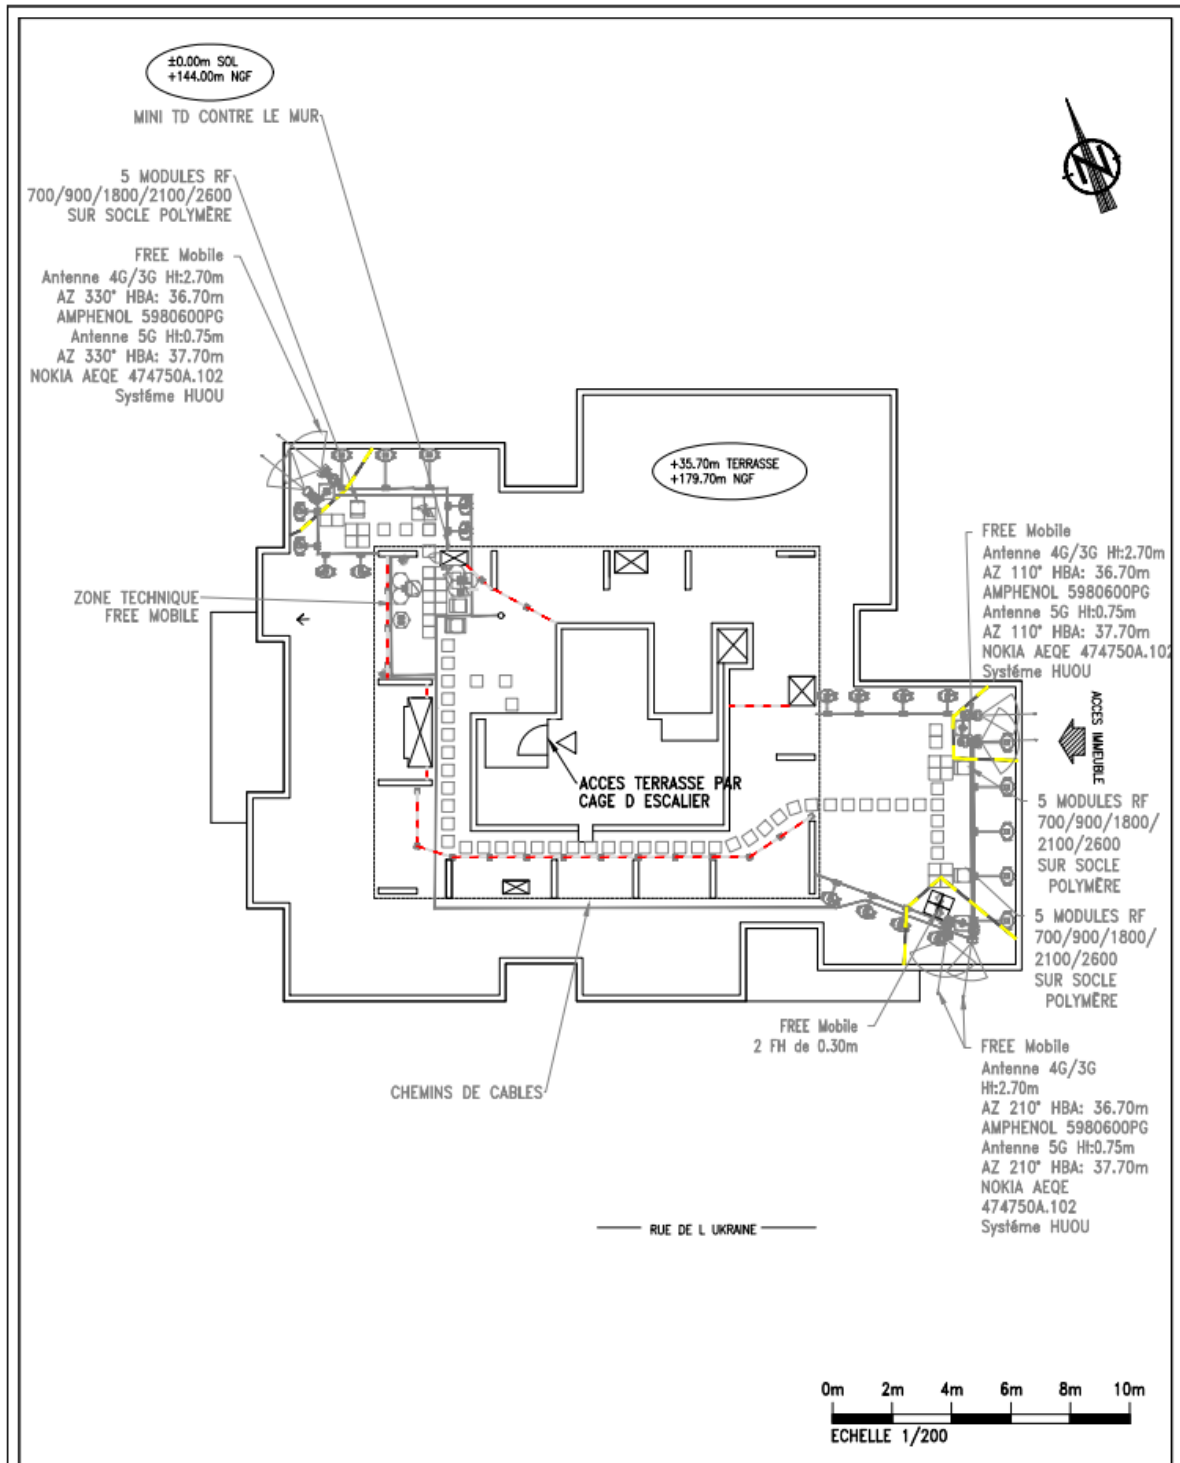 ±0.00m SOL
+144.00m NGF
MINI TD CONTRE LE MUR
5 MODULES RF
700/900/1800/2100/2600
SUR SOCLE POLYMÈRE
FREE Mobile
Antenne 4G/3G Ht:2.70m
AZ 330° HBA: 36.70m
AMPHENOL 5980600PG
Antenne 5G Ht:0.75m
AZ 330° HBA: 37.70m
NOKIA AEQE 474750A.102
Système HUOU
+35.70m TERRASSE
+179.70m NGF
FREE Mobile
Antenne 4G/3G Ht:2.70m
AZ 110° HBA: 36.70m
AMPHENOL 5980600PG
Antenne 5G Ht:0.75m
AZ 110° HBA: 37.70m
NOKIA AEQE 474750A.102
Système HUOU
ZONE TECHNIQUE
FREE MOBILE
ACCES IMMEUBLE
ACCES TERRASSE PAR
CAGE D ESCALIER
5 MODULES RF
700/900/1800/
2100/2600
SUR SOCLE
POLYMÈRE
5 MODULES RF
700/900/1800/
2100/2600
SUR SOCLE
POLYMÈRE
FREE Mobile
2 FH de 0.30m
FREE Mobile
Antenne 4G/3G
Ht:2.70m
AZ 210° HBA: 36.70m
AMPHENOL 5980600PG
Antenne 5G Ht:0.75m
AZ 210° HBA: 37.70m
NOKIA AEQE
474750A.102
Système HUOU
CHEMINS DE CABLES
RUE DE L UKRAINE
0m 2m 4m 6m 8m 10m
ECHELLE 1/200
N